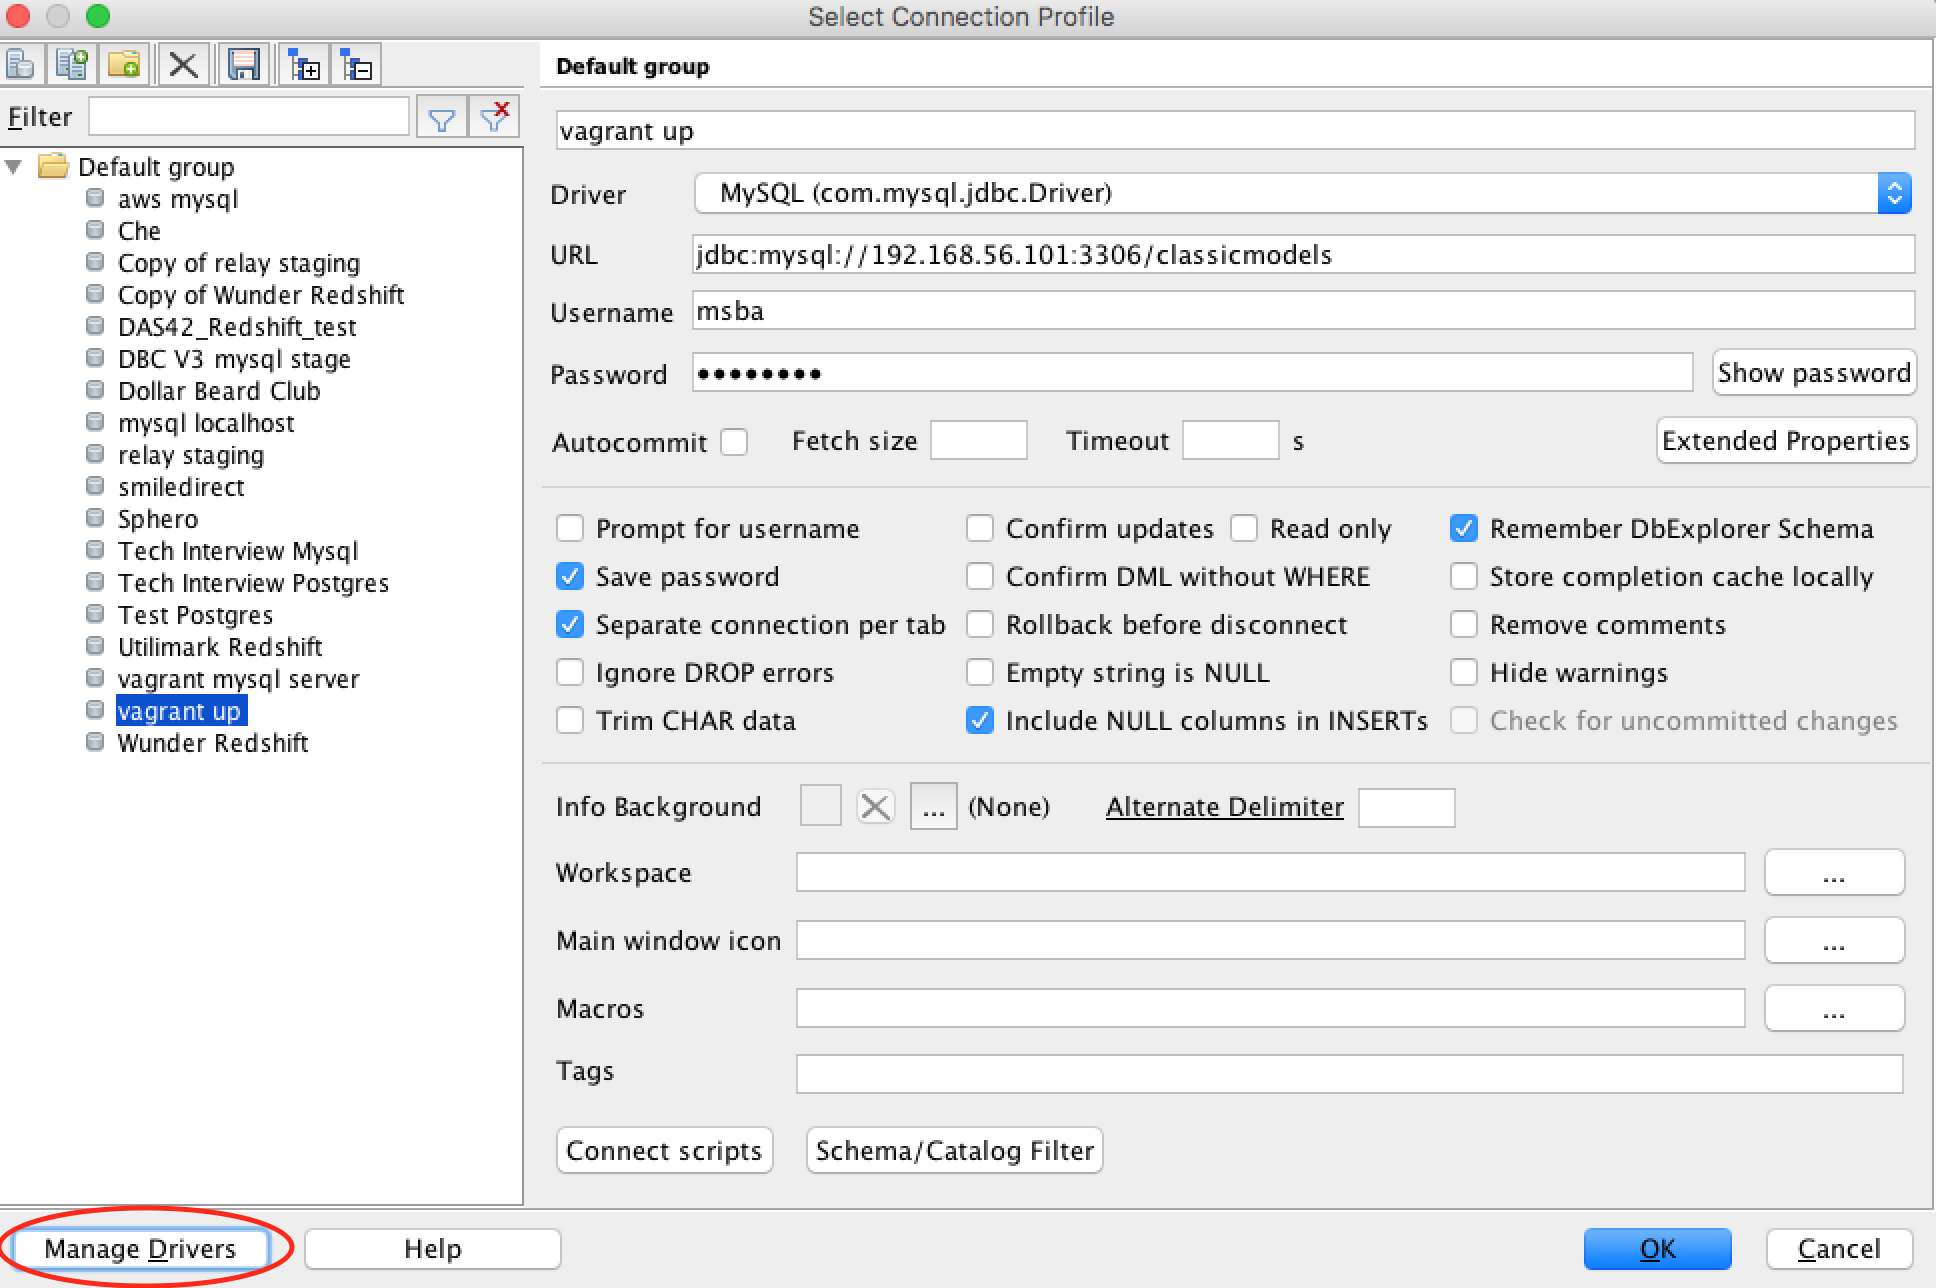 Select Connection Profile
Filter
Default group
aws mysql
Che
Copy of relay staging
Copy of Wunder Redshift
DAS42_Redshift_test
DBC V3 mysql stage
Dollar Beard Club
mysql localhost
relay staging
smiledirect
Sphero
Tech Interview Mysql
Tech Interview Postgres
Test Postgres
Utilimark Redshift
vagrant mysql server
vagrant up
Wunder Redshift
Default group
vagrant up
Driver MySQL (com.mysql.jdbc.Driver)
URL jdbc:mysql://192.168.56.101:3306/classicmodels
Username msba
Password •••••••• Show password
Autocommit Fetch size Timeout s Extended Properties
Prompt for username Confirm updates Read only Remember DbExplorer Schema
Save password Confirm DML without WHERE Store completion cache locally
Separate connection per tab Rollback before disconnect Remove comments
Ignore DROP errors Empty string is NULL Hide warnings
Trim CHAR data Include NULL columns in INSERTs Check for uncommitted changes
Info Background ... (None) Alternate Delimiter
Workspace ...
Main window icon ...
Macros ...
Tags
Connect scripts Schema/Catalog Filter
Manage Drivers Help OK Cancel